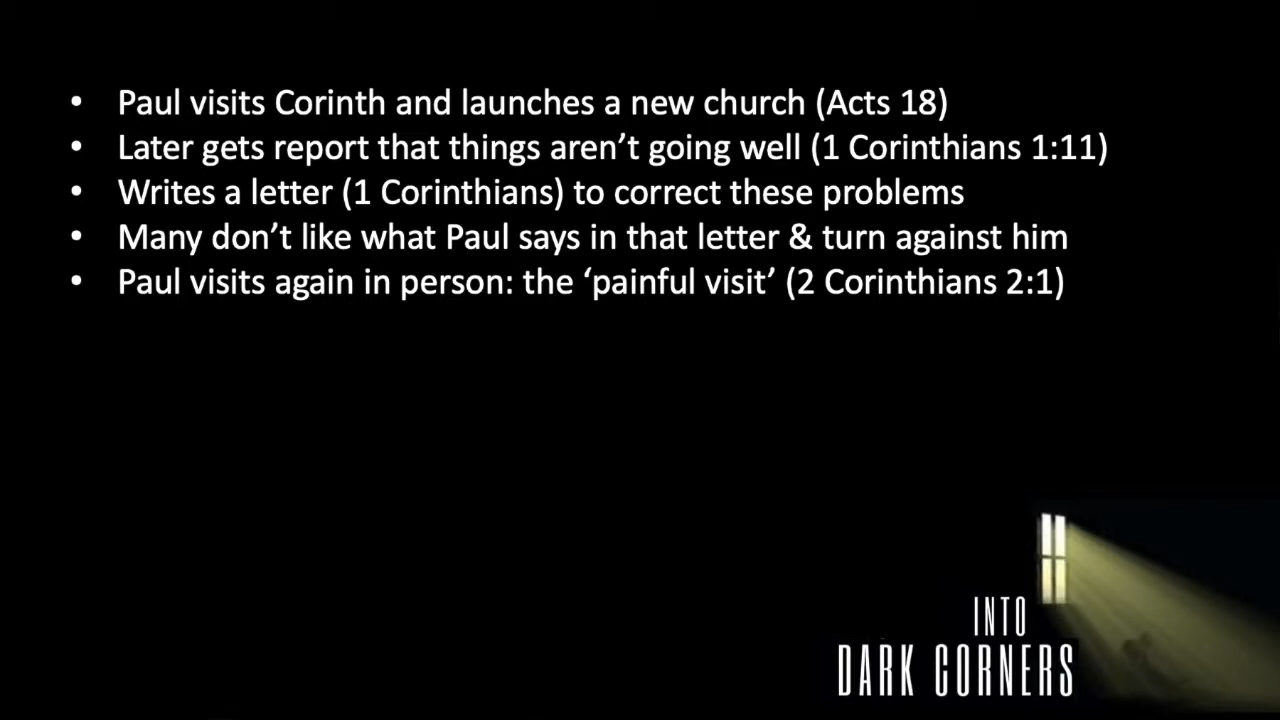 • Paul visits Corinth and launches a new church (Acts 18)
• Later gets report that things aren’t going well (1 Corinthians 1:11)
• Writes a letter (1 Corinthians) to correct these problems
• Many don’t like what Paul says in that letter & turn against him
• Paul visits again in person: the ‘painful visit’ (2 Corinthians 2:1)
INTO
DARK CORNERS